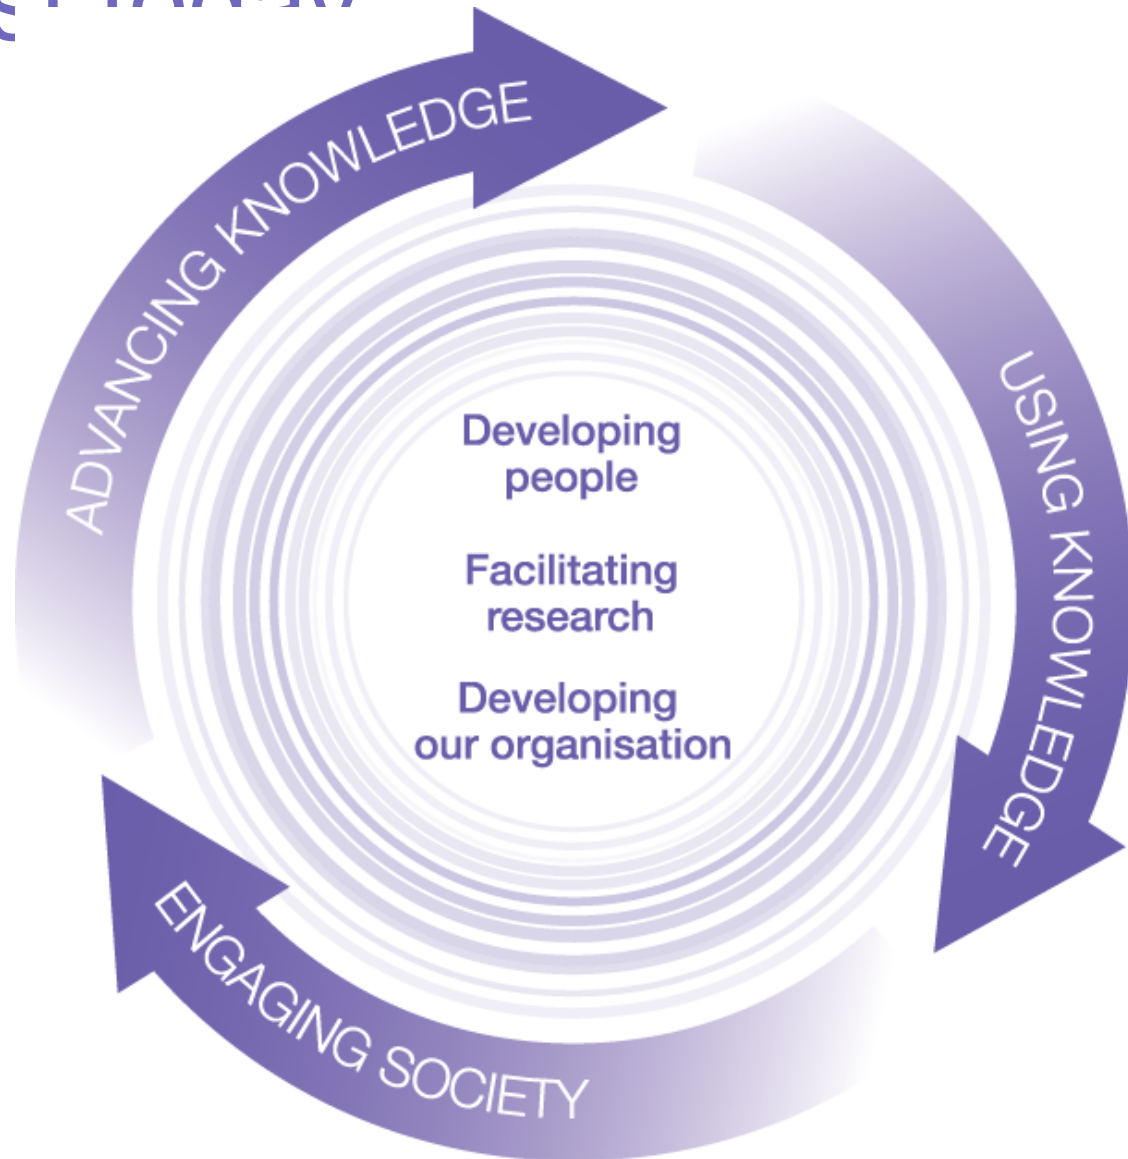 ADVANCING KNOWLEDGE
USING KNOWLEDGE
Developing
people
Facilitating
research
Developing
our organisation
ENGAGING SOCIETY